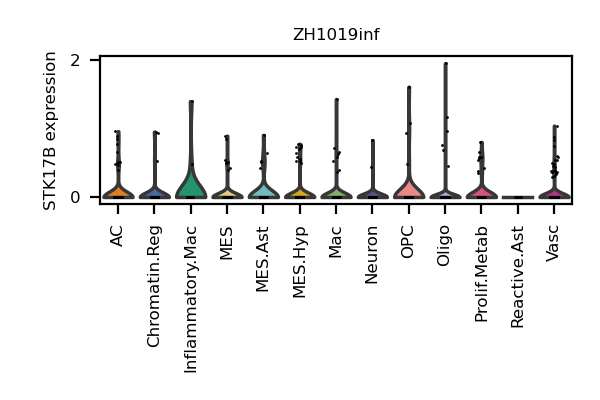 ZH1019inf
STK17B expression
2
0
AC
Chromatin.Reg
Inflammatory.Mac
MES
MES.Ast
MES.Hyp
Mac
Neuron
OPC
Oligo
Prolif.Metab
Reactive.Ast
Vasc